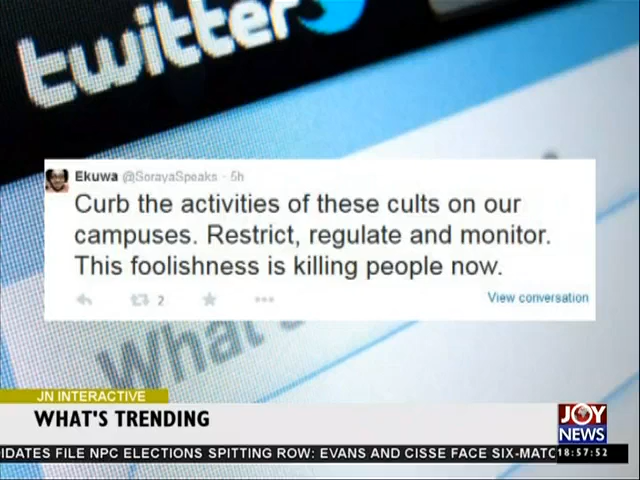 twitter
Ekuwa @SorayaSpeaks · 5h
Curb the activities of these cults on our
campuses. Restrict, regulate and monitor.
This foolishness is killing people now.
2
View conversation
What's
JN INTERACTIVE
WHAT'S TRENDING
JOY
NEWS
IDATES FILE NPC ELECTIONS SPITTING ROW: EVANS AND CISSE FACE SIX-MATC
18:57:52